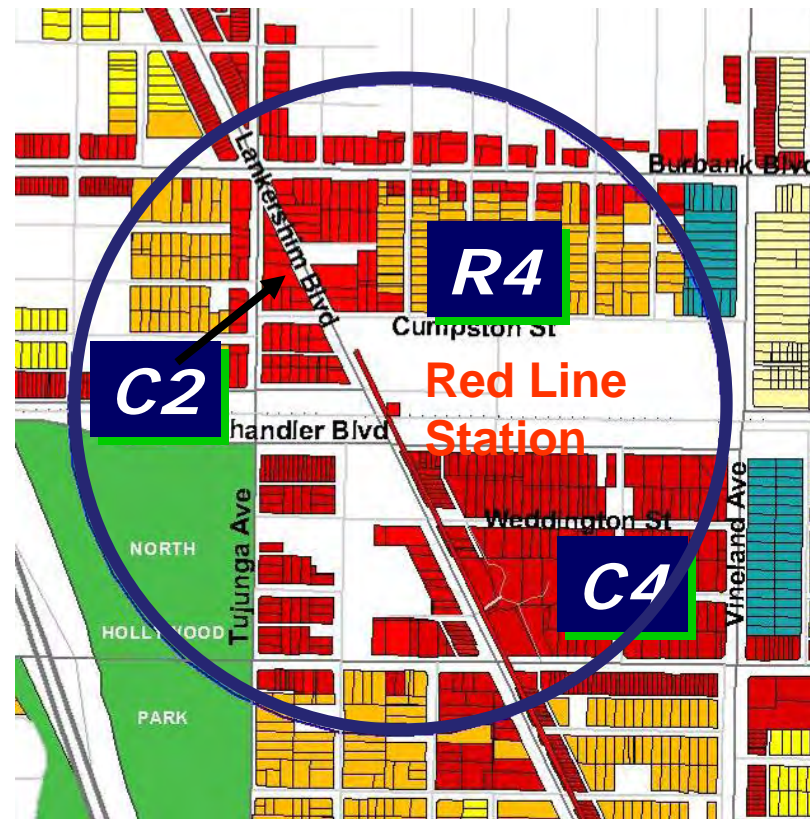 Lankershim Blvd
Burbank Blvd
R4
Cumpston St
C2
Red Line
Station
handler Blvd
Weddington St
NORTH
HOLLYWOOD
PARK
Tujunga Ave
Vineland Ave
C4